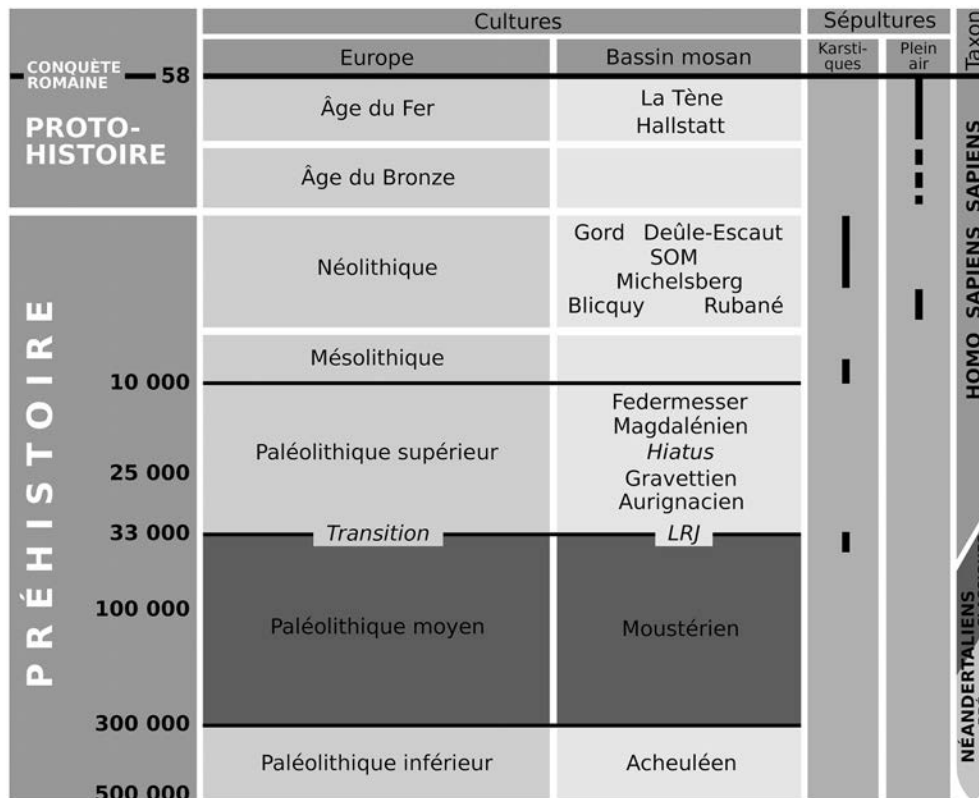 Cultures
Sépultures
Taxon
Europe
Bassin mosan
Karsti-
ques
Plein
air
CONQUÊTE
ROMAINE
58
PROTO-
HISTOIRE
Âge du Fer
La Tène
Hallstatt
Âge du Bronze
PRÉHISTOIRE
Néolithique
Gord Deûle-Escaut
SOM
Michelsberg
Blicquy Rubané
Mésolithique
10 000
Paléolithique supérieur
Federmesser
Magdalénien
Hiatus
Gravettien
Aurignacien
25 000
33 000
Transition
LRJ
100 000
Paléolithique moyen
Moustérien
300 000
Paléolithique inférieur
Acheuléen
500 000
HOMO SAPIENS SAPIENS
NÉANDERTALIENS